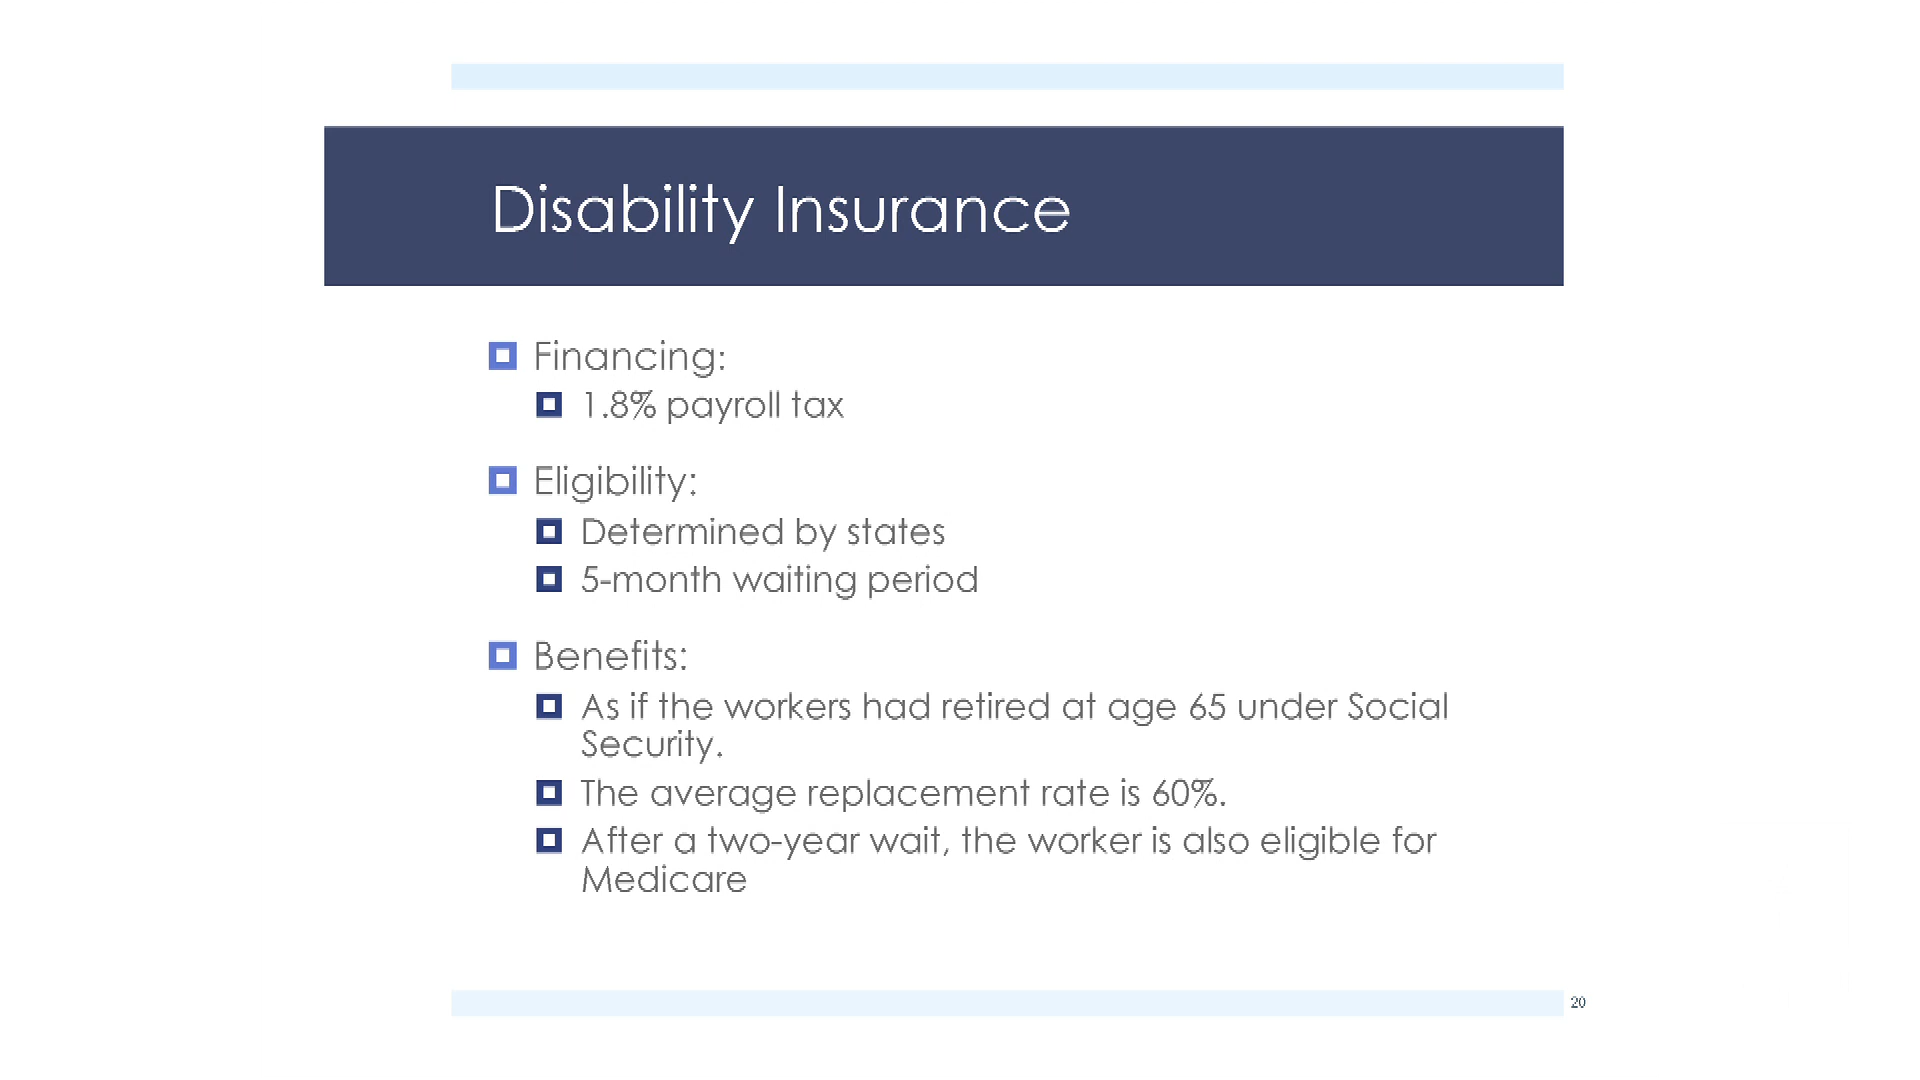 Disability Insurance
Financing:
1.8% payroll tax
Eligibility:
Determined by states
5-month waiting period
Benefits:
As if the workers had retired at age 65 under Social
Security.
The average replacement rate is 60%.
After a two-year wait, the worker is also eligible for
Medicare
20